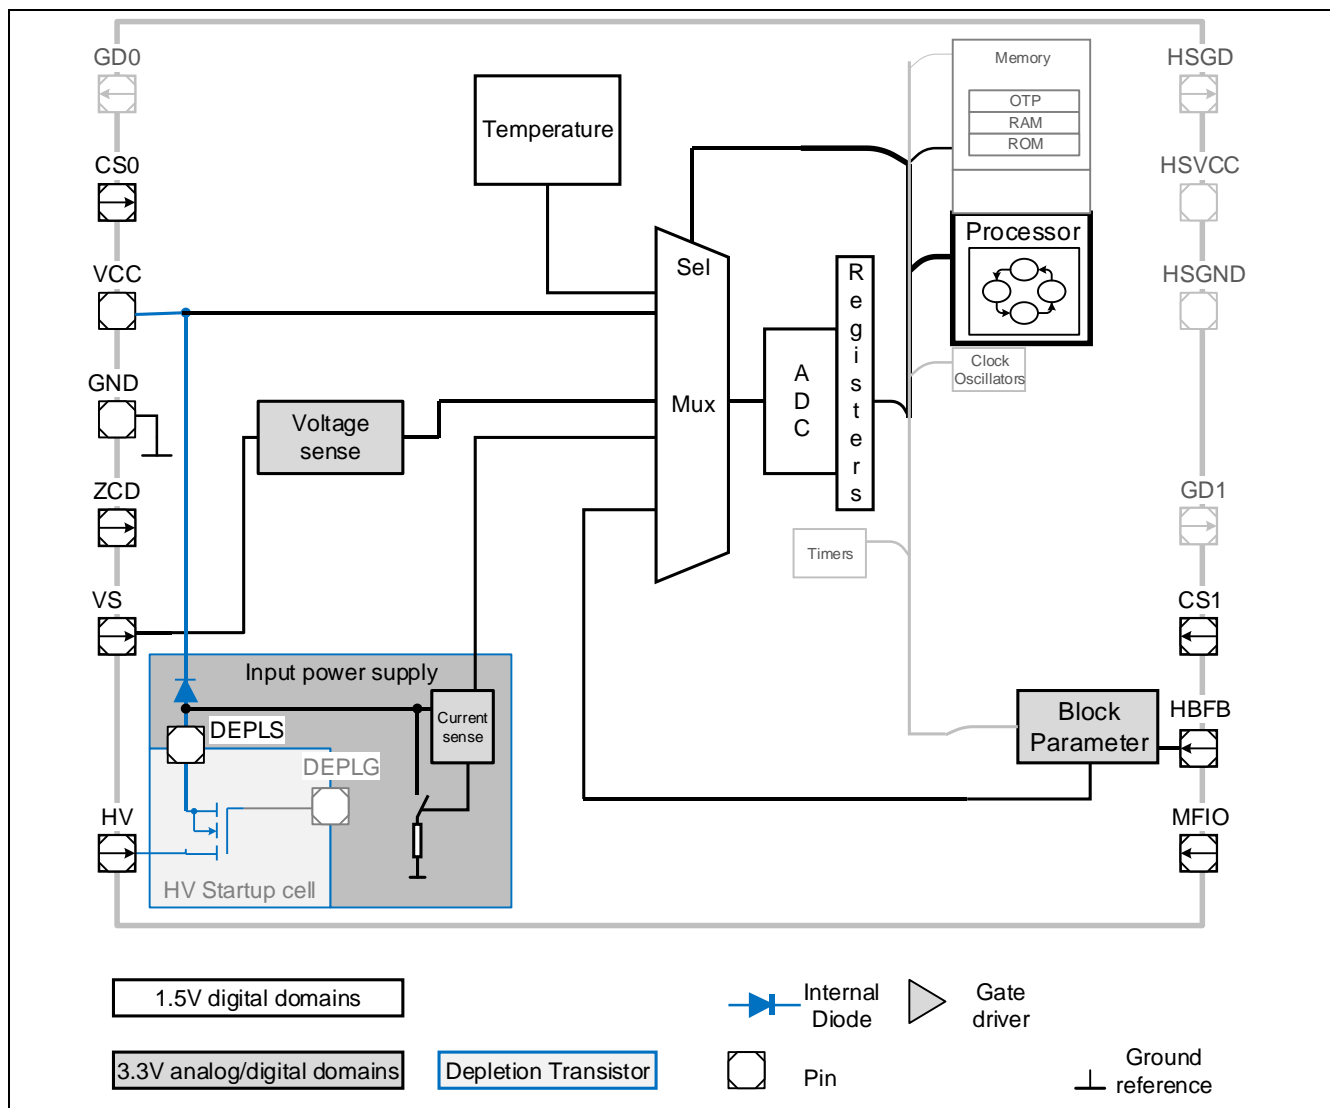 GD0
CS0
VCC
GND
ZCD
VS
HV
Temperature
Voltage
sense
Input power supply
DEPLS
DEPLG
Current
sense
HV Startup cell
Sel
Mux
A
D
C
R
e
g
i
s
t
e
r
s
Memory
OTP
RAM
ROM
Processor
Clock
Oscillators
Timers
Block
Parameter
HSGD
HSVCC
HSGND
GD1
CS1
HBFB
MFIO
1.5V digital domains
3.3V analog/digital domains
Depletion Transistor
Internal
Diode
Gate
driver
Pin
Ground
reference